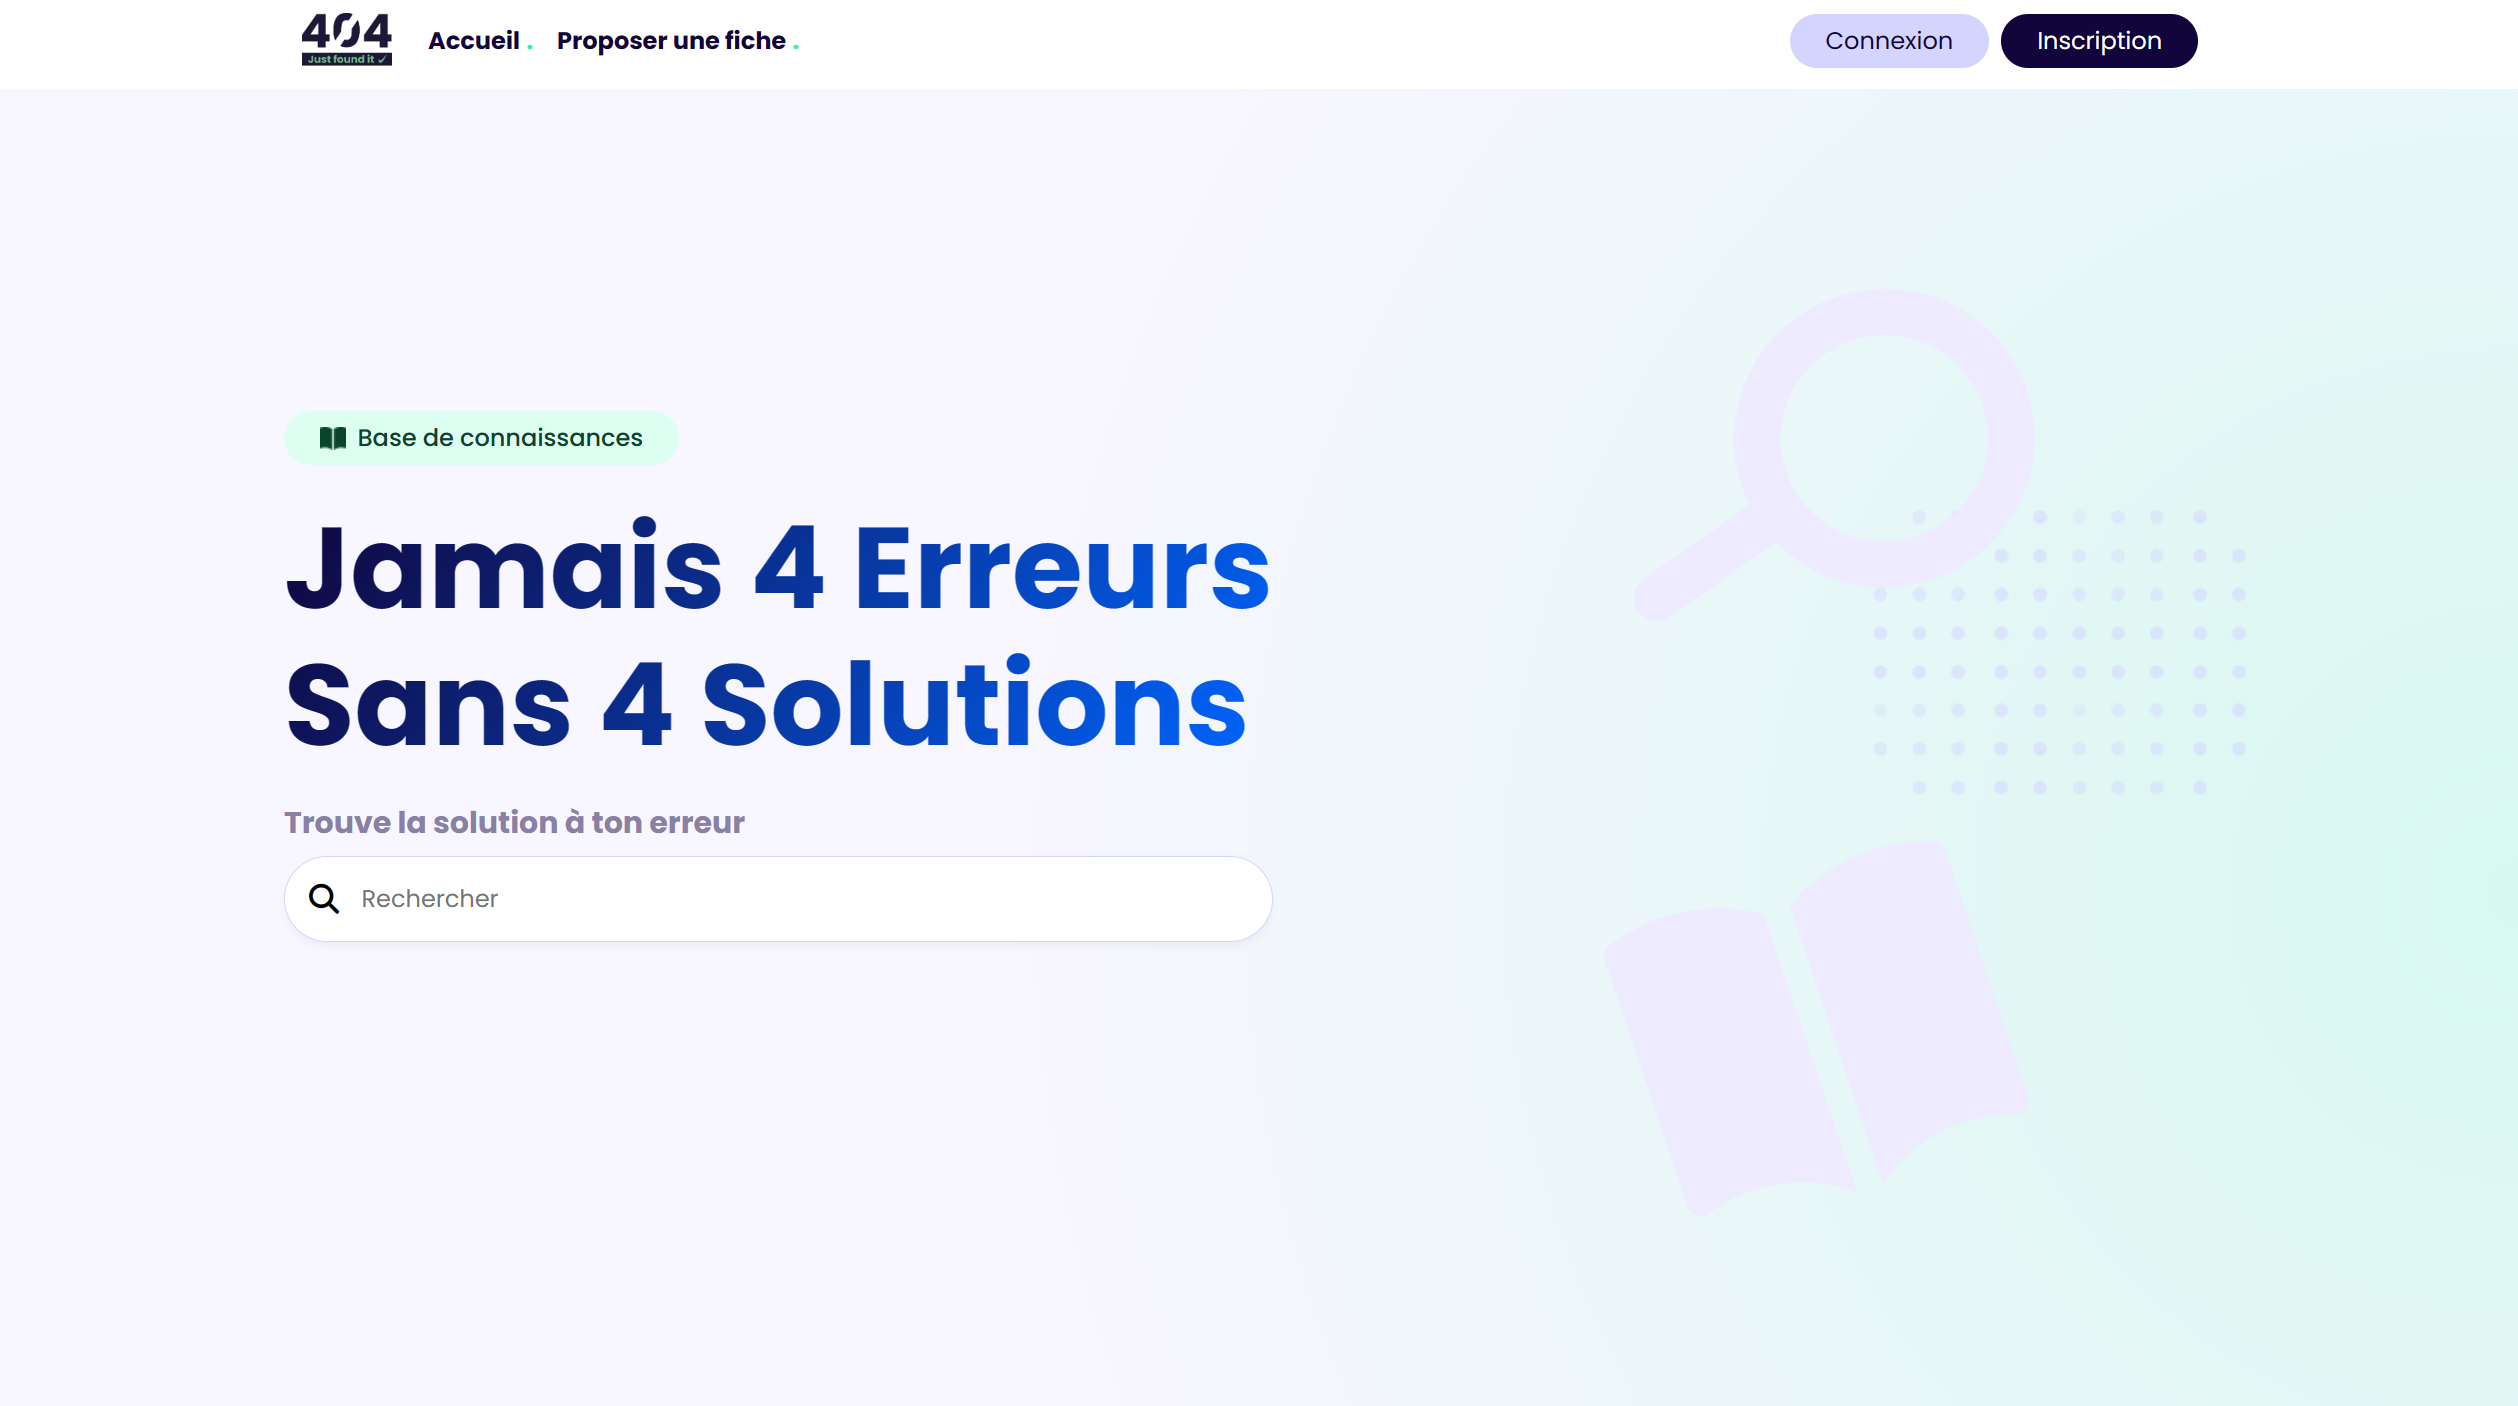 404
Just found it ✓
Accueil .
Proposer une fiche .
Connexion
Inscription
Base de connaissances
Jamais 4 Erreurs
Sans 4 Solutions
Trouve la solution à ton erreur
Rechercher